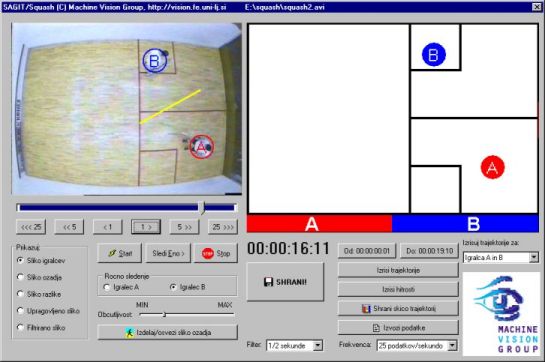 SAGIT/Squash (C) Machine Vision Group, http://vision.fe.uni-lj.si E:\squash\squash2.avi
B
A
B
A
A B
<<< 25 << 5 < 1 1 > 5 >> 25 >>>
00:00:16:11
Od: 00:00:00:01
Do: 00:00:19:10
Izrisuj trajektorije za:
Igralca A in B
Prikazuj:
Sliko igralcev
Sliko ozadja
Sliko razlike
Upragovljeno sliko
Filtrirano sliko
Start
Sledi Eno >
STOP Stop
Rocno sledenje
Igralec A
Igralec B
MIN MAX
Obcutljivost:
Izdelaj/osvezi sliko ozadja
SHRANI!
Izrisi trajektorije
Izrisi hitrosti
Shrani skico trajektorij
Izvozi podatke
Filter: 1/2 sekunde
Frekvenca: 25 podatkov/sekundo
MACHINE
VISION
GROUP